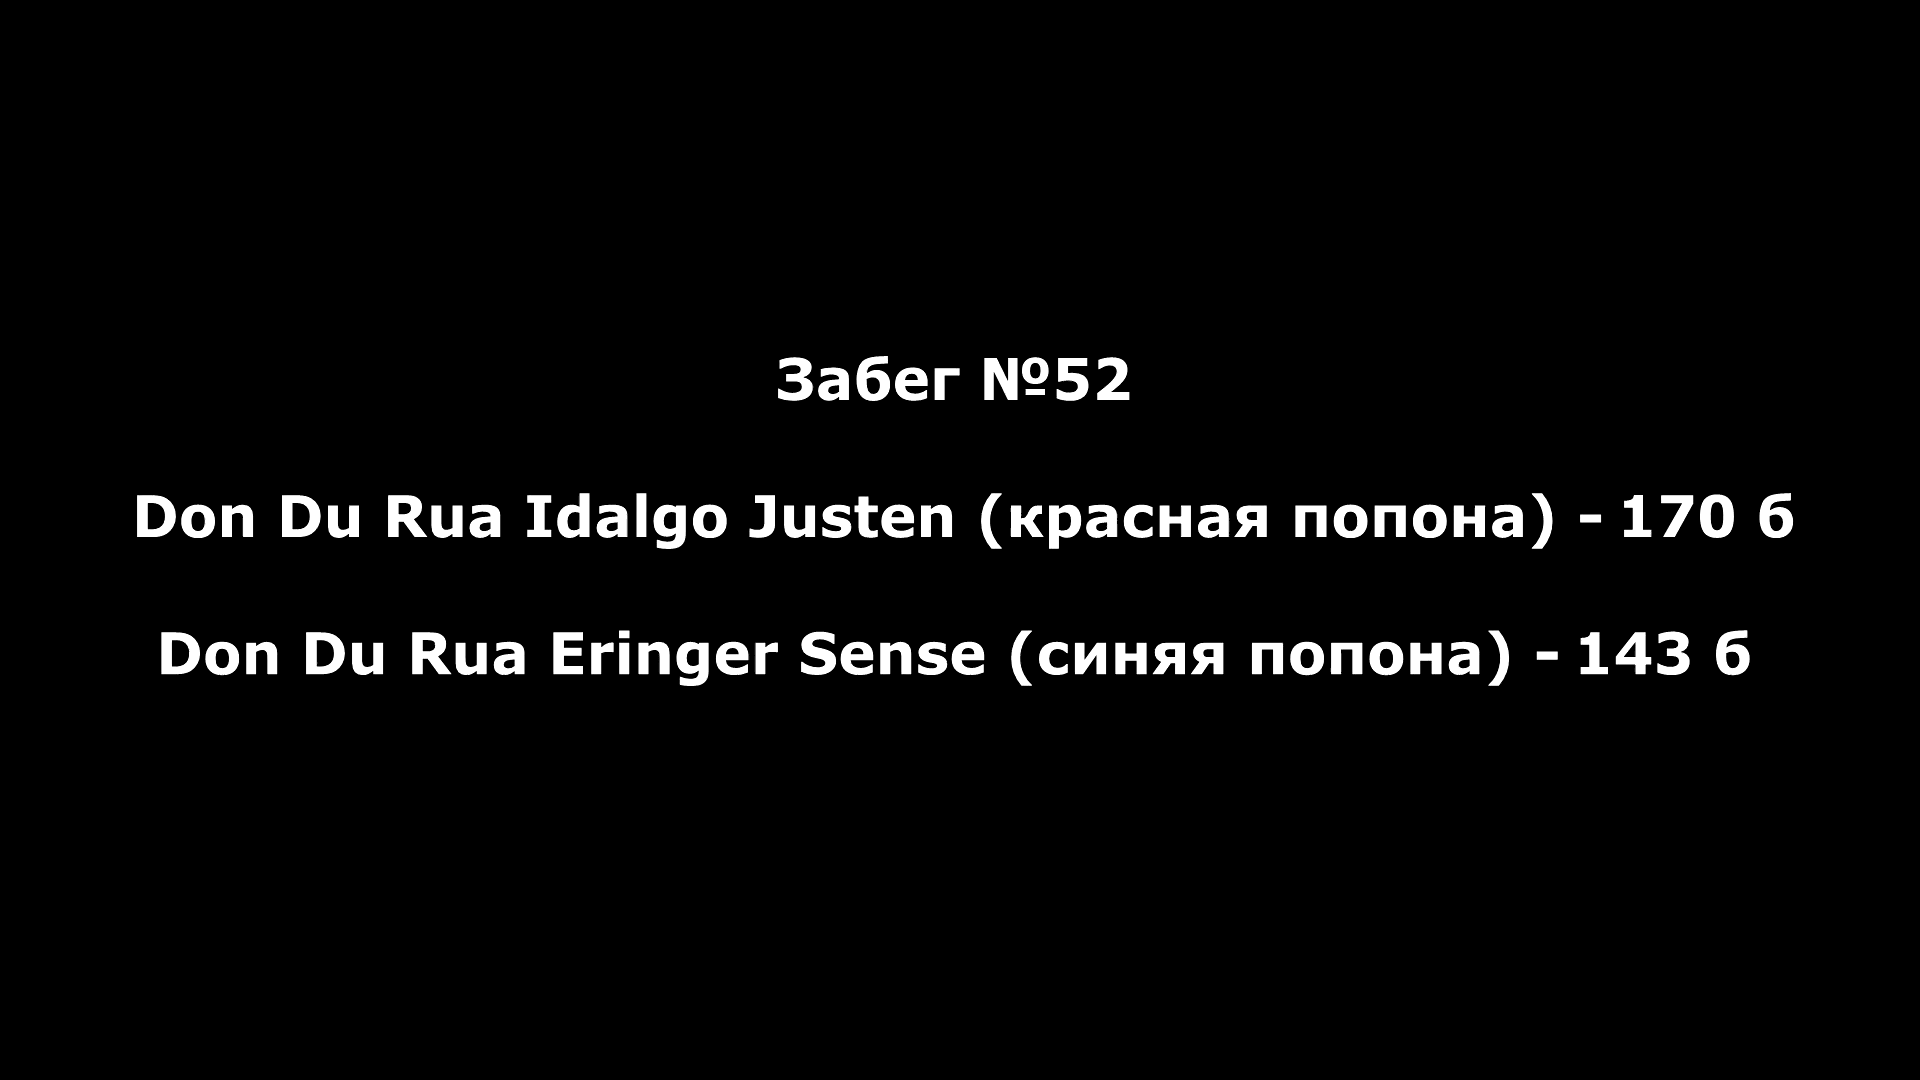 Забег №52
Don Du Rua Idalgo Justen (красная попона) - 170 б
Don Du Rua Eringer Sense (синяя попона) - 143 б